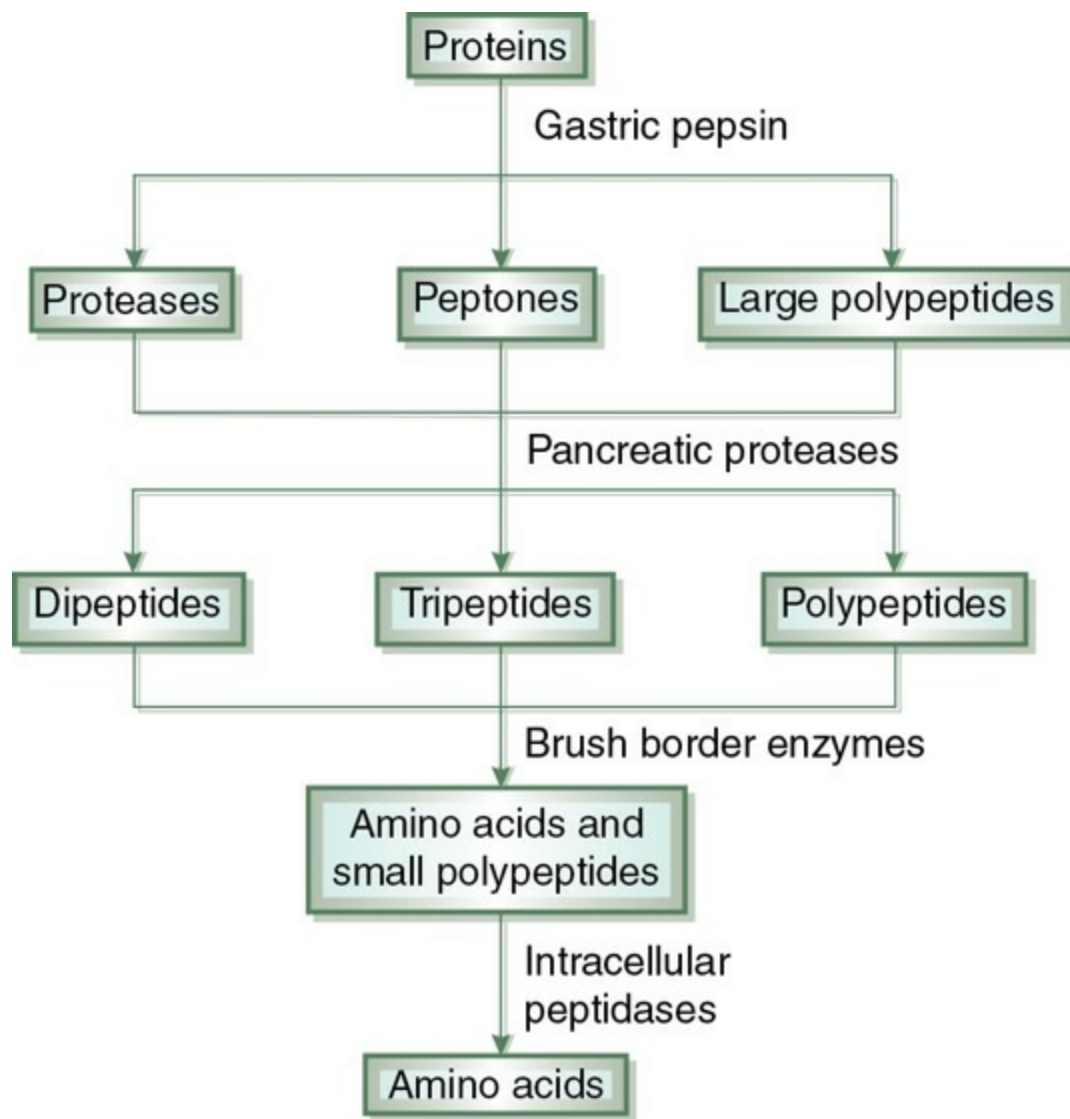 Proteins
Gastric pepsin
Proteases
Peptones
Large polypeptides
Pancreatic proteases
Dipeptides
Tripeptides
Polypeptides
Brush border enzymes
Amino acids and
small polypeptides
Intracellular
peptidases
Amino acids